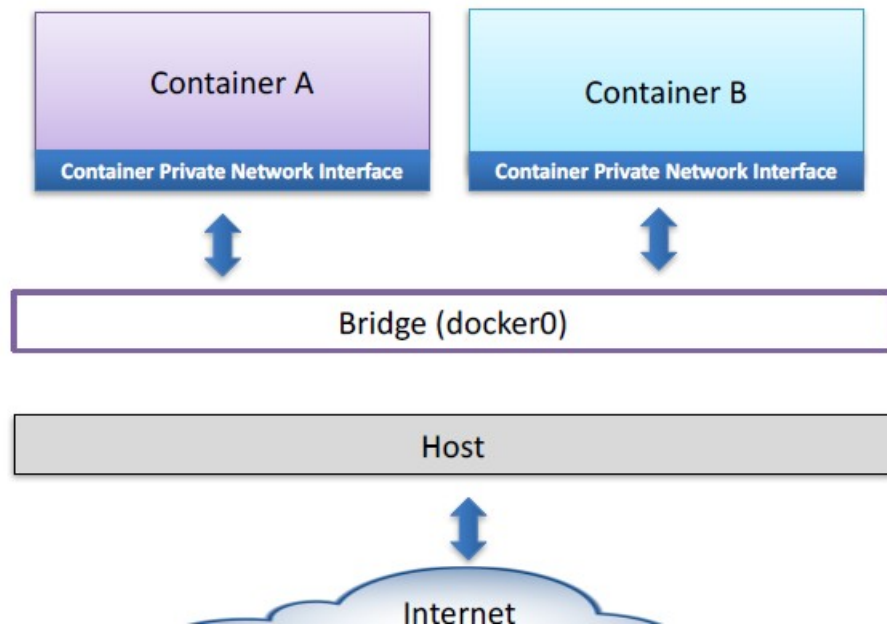 Container A
Container B
Container Private Network Interface
Container Private Network Interface
Bridge (docker0)
Host
Internet